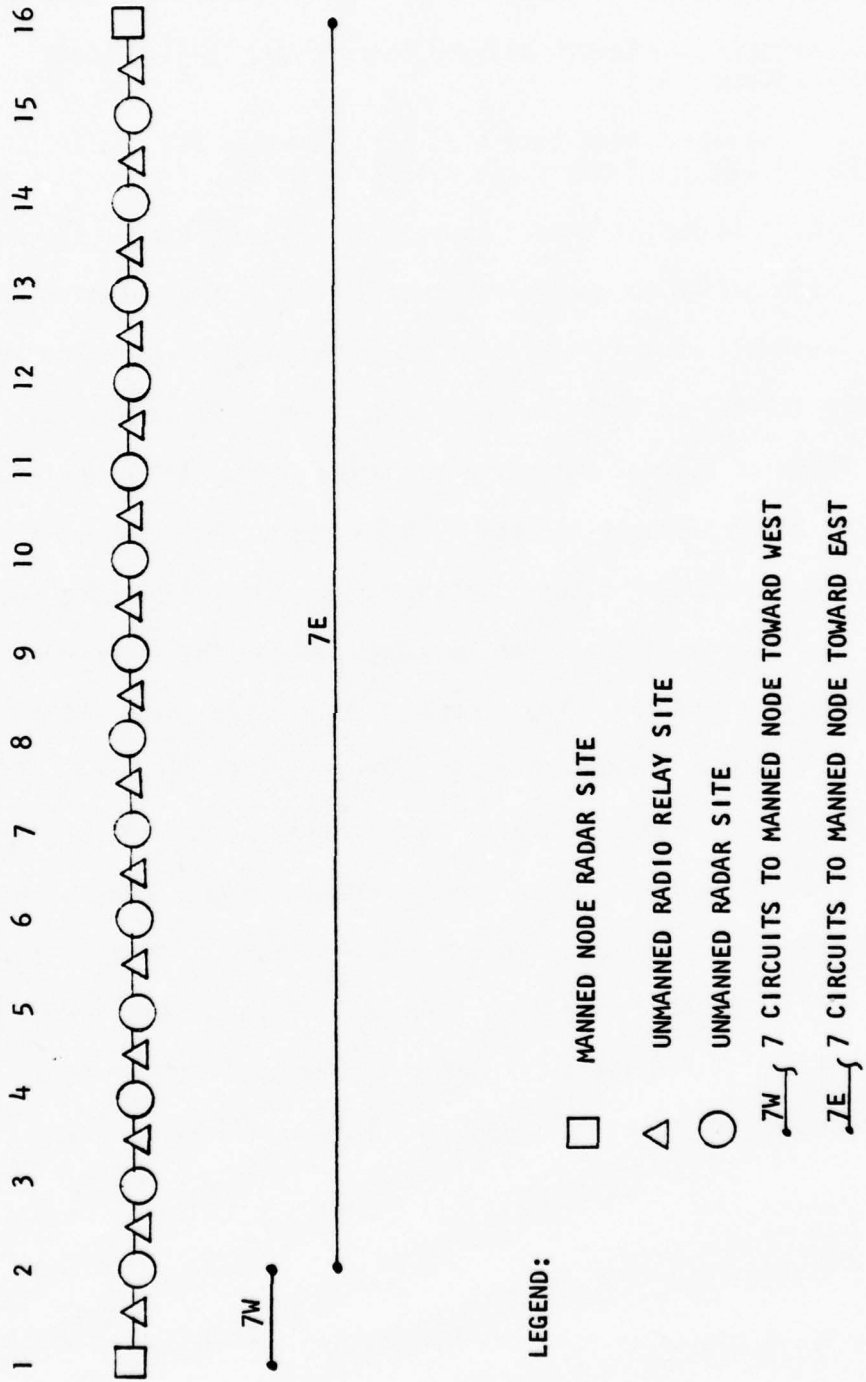 1 2 3 4 5 6 7 8 9 10 11 12 13 14 15 16
7W
7E
LEGEND:
MANNED NODE RADAR SITE
UNMANNED RADIO RELAY SITE
UNMANNED RADAR SITE
7W 7 CIRCUITS TO MANNED NODE TOWARD WEST
7E 7 CIRCUITS TO MANNED NODE TOWARD EAST